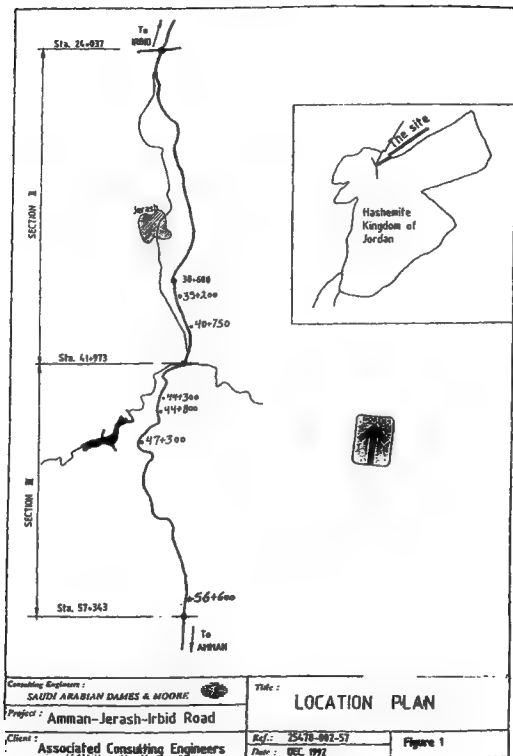 To
IRBID
Sta. 24+037
The site
Hashemite
Kingdom of
Jordan
SECTION II
Jerash
38+600
39+200
40+750
Sta. 41+973
44+300
44+800
47+300
56+600
Sta. 57+343
To
AMMAN
Consulting Engineers :
SAUDI ARABIAN DAMES & MOORE
Title :
LOCATION PLAN
Project : Amman-Jerash-Irbid Road
Client :
Associated Consulting Engineers
Ref.: 25478-002-57
Date : DEC. 1992
Figure 1